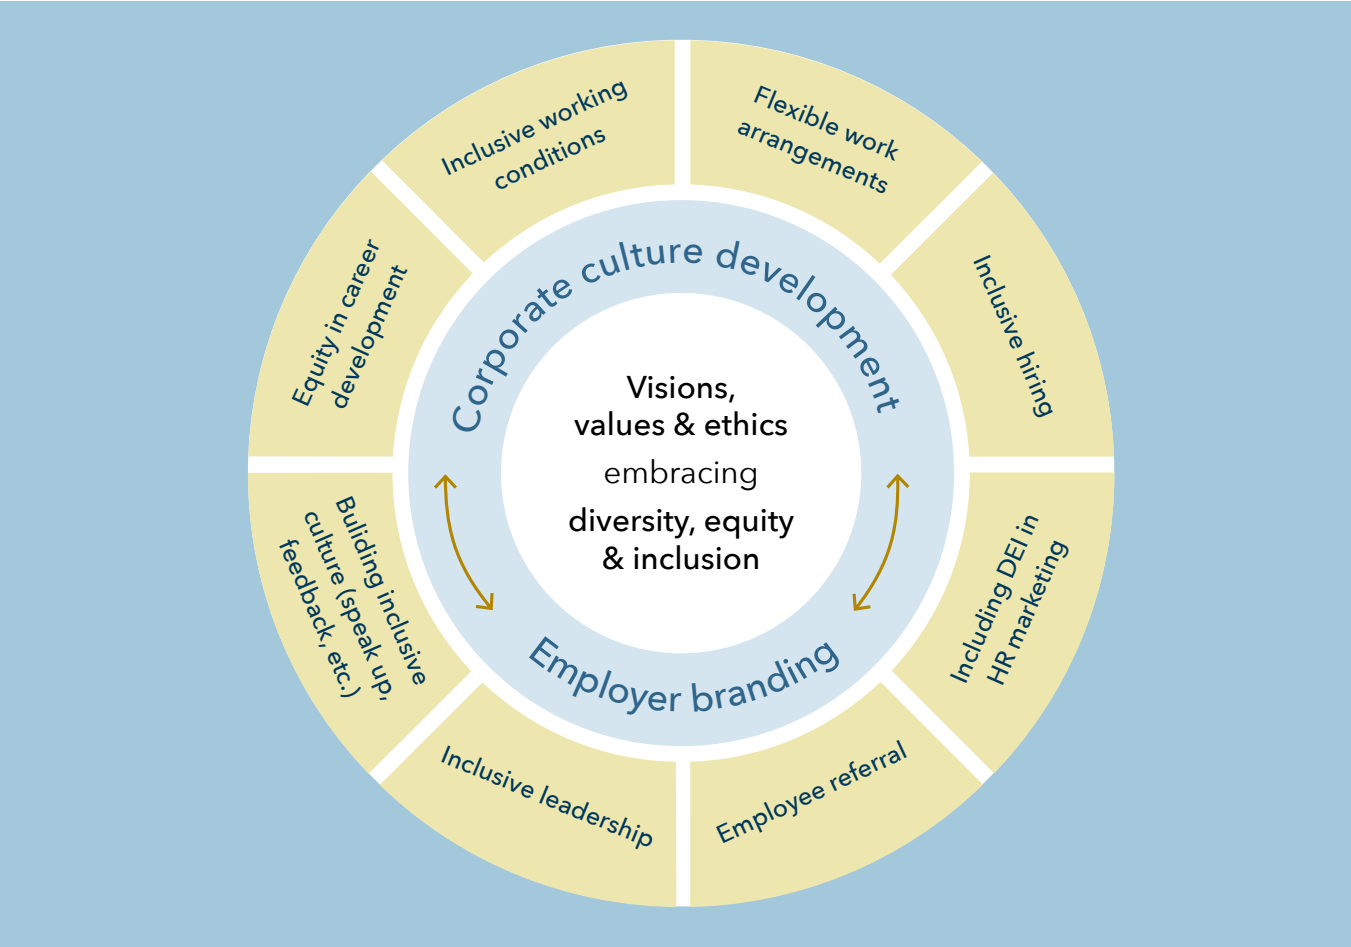 Inclusive working
conditions
Flexible work
arrangements
Inclusive hiring
Including DEI in
HR marketing
Employee referral
Inclusive leadership
Buliding inclusive
culture (speak up,
feedback, etc.)
Equity in career
development
Corporate culture development
Visions,
values & ethics
embracing
diversity, equity
& inclusion
Employer branding